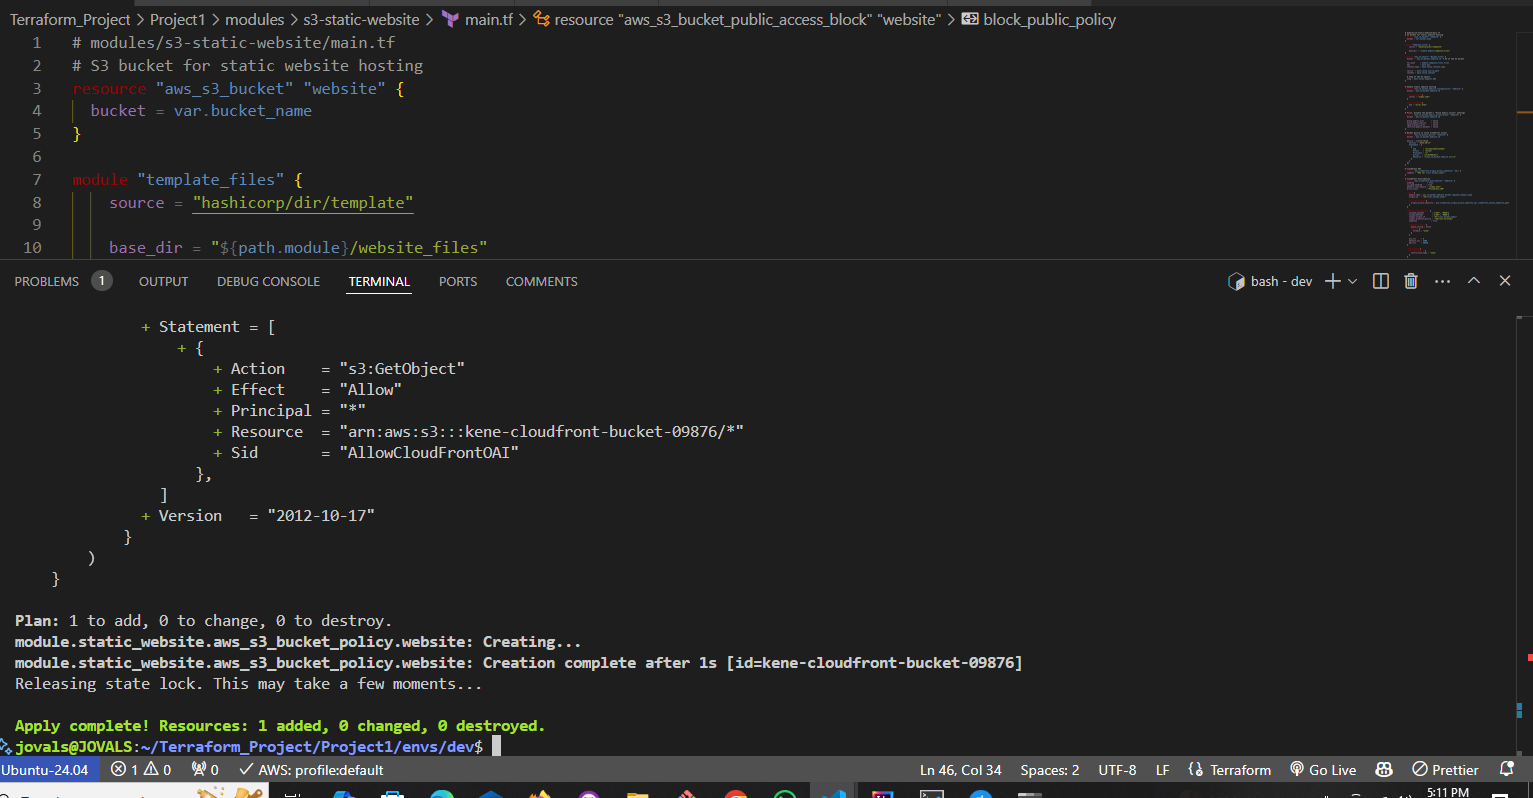 Terraform_Project > Project1 > modules > s3-static-website > main.tf > resource "aws_s3_bucket_public_access_block" "website" > block_public_policy
1 # modules/s3-static-website/main.tf
2 # S3 bucket for static website hosting
3 resource "aws_s3_bucket" "website" {
4 bucket = var.bucket_name
5 }
6
7 module "template_files" {
8 source = "hashicorp/dir/template"
9
10 base_dir = "${path.module}/website_files"
PROBLEMS 1 OUTPUT DEBUG CONSOLE TERMINAL PORTS COMMENTS bash - dev
+ Statement = [
+ {
+ Action = "s3:GetObject"
+ Effect = "Allow"
+ Principal = "*"
+ Resource = "arn:aws:s3:::kene-cloudfront-bucket-09876/*"
+ Sid = "AllowCloudFrontOAI"
},
]
+ Version = "2012-10-17"
}
)
}
Plan: 1 to add, 0 to change, 0 to destroy.
module.static_website.aws_s3_bucket_policy.website: Creating...
module.static_website.aws_s3_bucket_policy.website: Creation complete after 1s [id=kene-cloudfront-bucket-09876]
Releasing state lock. This may take a few moments...
Apply complete! Resources: 1 added, 0 changed, 0 destroyed.
jovals@JOVALS:~/Terraform_Project/Project1/envs/dev$
Ubuntu-24.04 1 0 0 AWS: profile:default Ln 46, Col 34 Spaces: 2 UTF-8 LF Terraform Go Live Prettier
5:11 PM